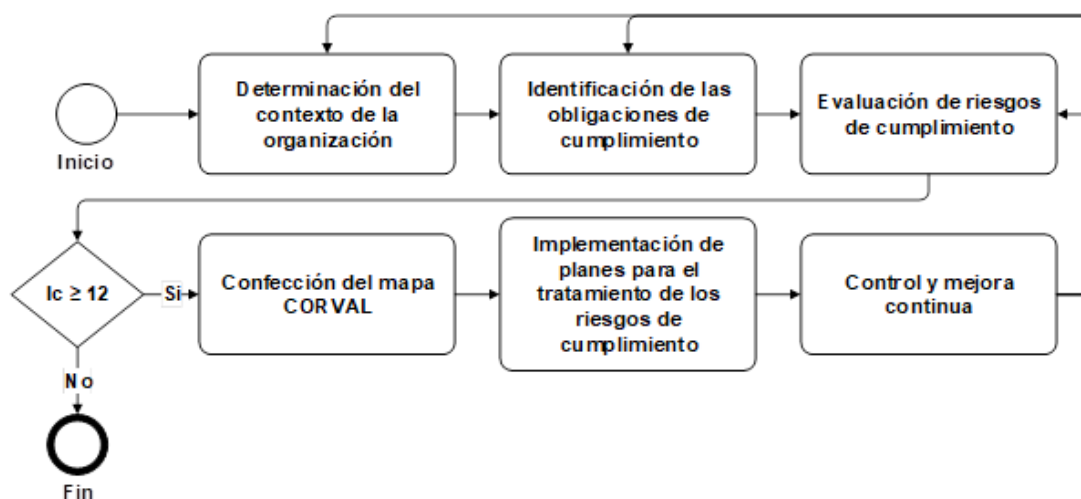 Inicio
Determinación del
contexto de la
organización
Identificación de las
obligaciones de
cumplimiento
Evaluación de riesgos
de cumplimiento
Ic ≥ 12
Si
Confección del mapa
CORVAL
Implementación de
planes para el
tratamiento de los
riesgos de
cumplimiento
Control y mejora
continua
No
Fin